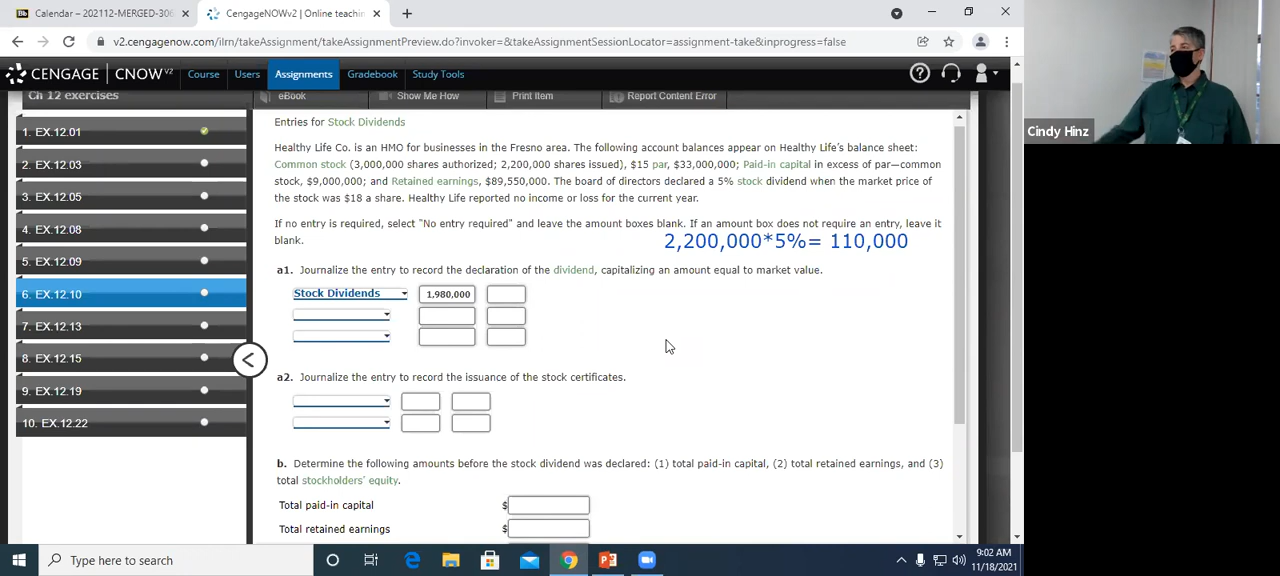 Calendar – 202112-MERGED-306
CengageNOWv2 | Online teachin
v2.cengagenow.com/ilrn/takeAssignment/takeAssignmentPreview.do?invoker=&takeAssignmentSessionLocator=assignment-take&inprogress=false
CENGAGE | CNOWv2 Course Users Assignments Gradebook Study Tools
Ch 12 exercises
eBook Show Me How Print Item Report Content Error
1. EX.12.01
2. EX.12.03
3. EX.12.05
4. EX.12.08
5. EX.12.09
6. EX.12.10
7. EX.12.13
8. EX.12.15
9. EX.12.19
10. EX.12.22
Entries for Stock Dividends
Healthy Life Co. is an HMO for businesses in the Fresno area. The following account balances appear on Healthy Life's balance sheet:
Common stock (3,000,000 shares authorized; 2,200,000 shares issued), $15 par, $33,000,000; Paid-in capital in excess of par—common
stock, $9,000,000; and Retained earnings, $89,550,000. The board of directors declared a 5% stock dividend when the market price of
the stock was $18 a share. Healthy Life reported no income or loss for the current year.
If no entry is required, select "No entry required" and leave the amount boxes blank. If an amount box does not require an entry, leave it
blank.
2,200,000*5%= 110,000
a1. Journalize the entry to record the declaration of the dividend, capitalizing an amount equal to market value.
Stock Dividends 1,980,000
a2. Journalize the entry to record the issuance of the stock certificates.
b. Determine the following amounts before the stock dividend was declared: (1) total paid-in capital, (2) total retained earnings, and (3)
total stockholders' equity.
Total paid-in capital $
Total retained earnings $
Cindy Hinz
Type here to search
9:02 AM
11/18/2021